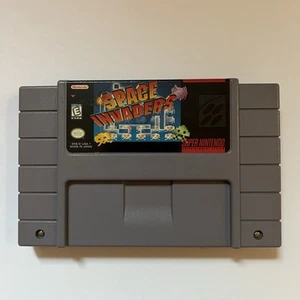 Nintendo
SPACE
INVADERS
E
SUPER NINTENDO